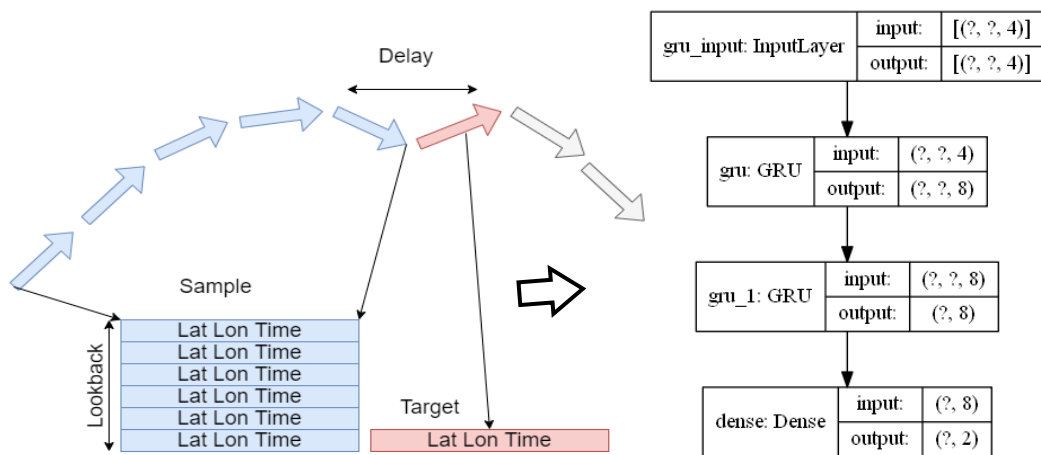 Delay
Sample
Lookback
Lat Lon Time
Lat Lon Time
Lat Lon Time
Lat Lon Time
Lat Lon Time
Lat Lon Time
Target
Lat Lon Time
gru_input: InputLayer
input: [(?, ?, 4)]
output: [(?, ?, 4)]
gru: GRU
input: (?, ?, 4)
output: (?, ?, 8)
gru_1: GRU
input: (?, ?, 8)
output: (?, 8)
dense: Dense
input: (?, 8)
output: (?, 2)